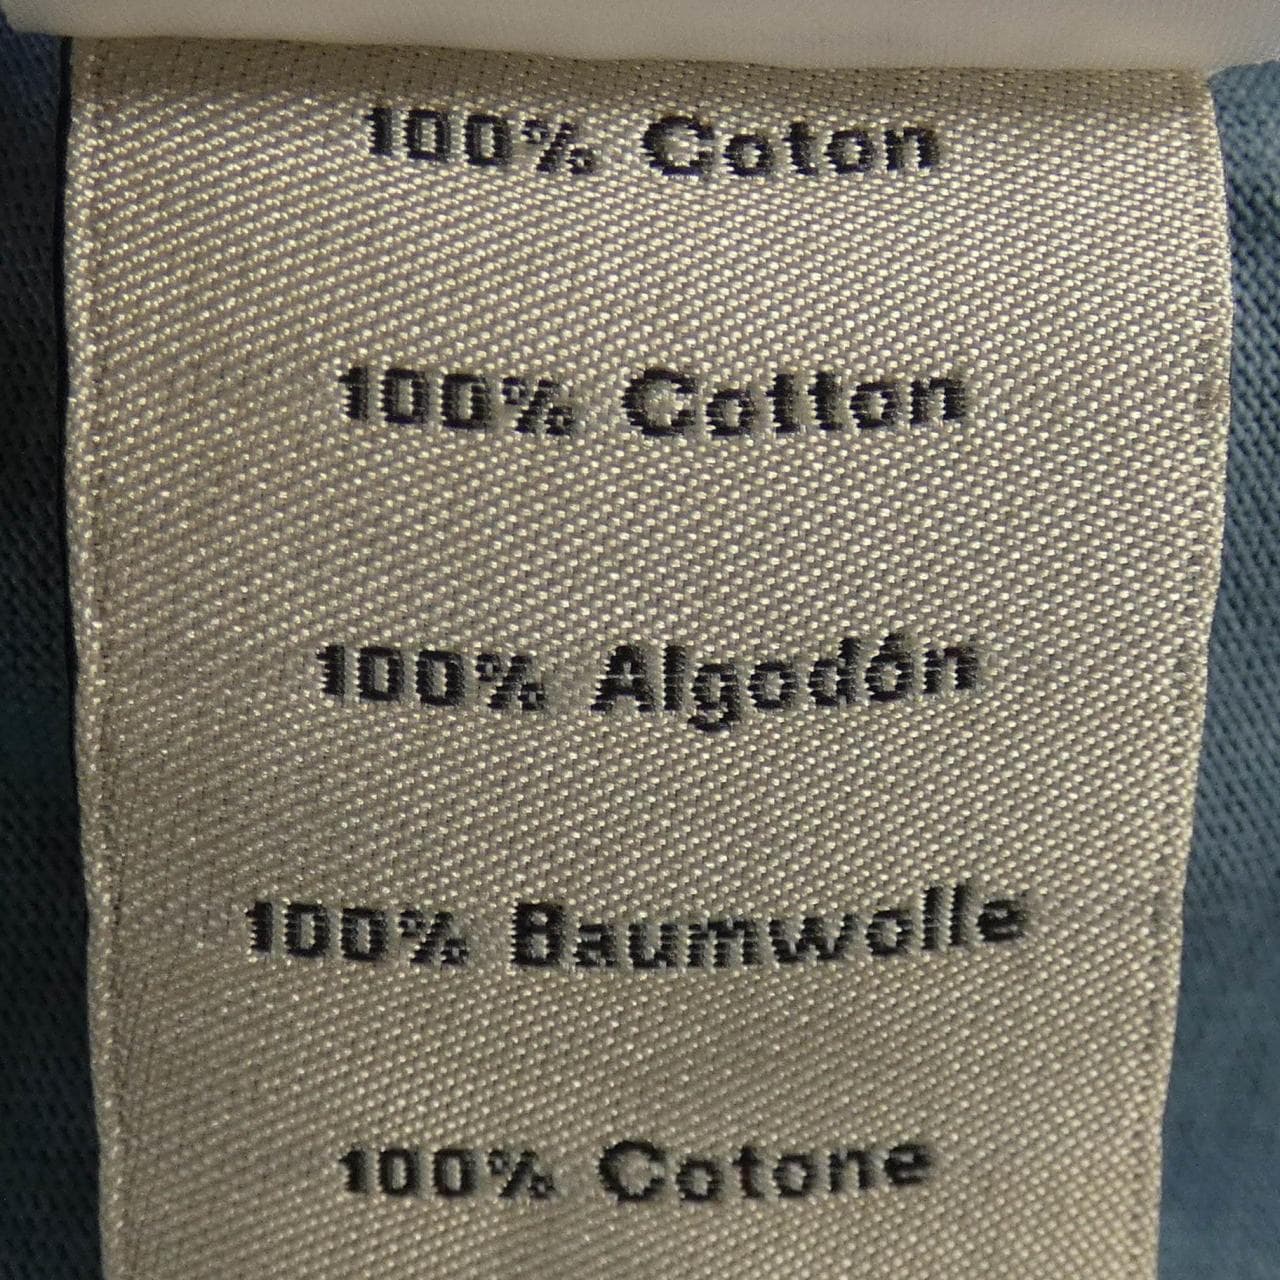 100% Coton
100% Cotton
100% Algodón
100% Baumwolle
100% Cotone